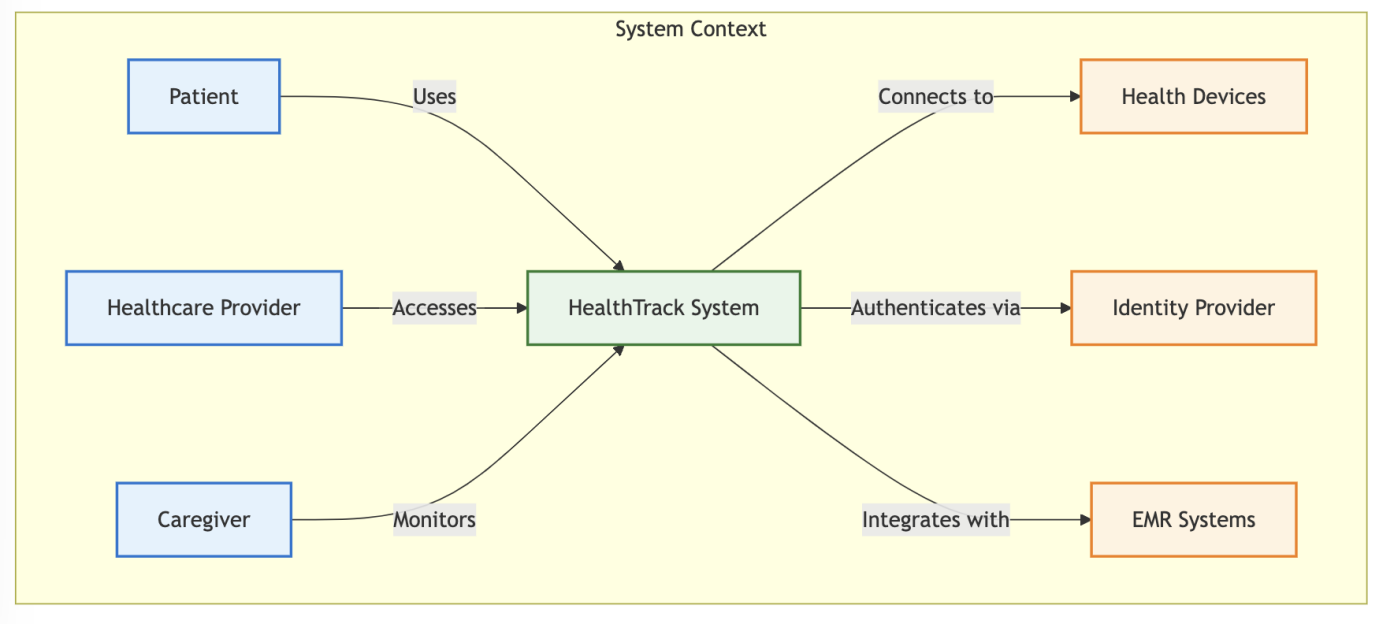 System Context
Patient
Uses
Connects to
Health Devices
Healthcare Provider
Accesses
HealthTrack System
Authenticates via
Identity Provider
Caregiver
Monitors
Integrates with
EMR Systems